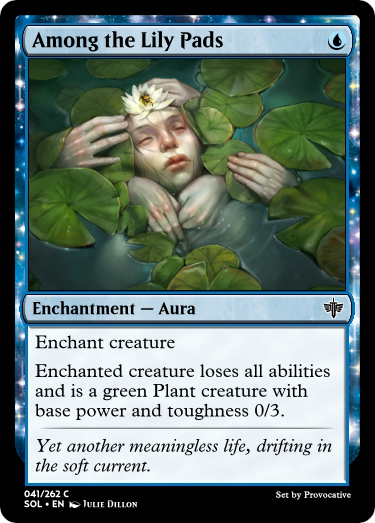 Among the Lily Pads
Enchantment — Aura
Enchant creature
Enchanted creature loses all abilities
and is a green Plant creature with
base power and toughness 0/3.
Yet another meaningless life, drifting in
the soft current.
041/262 C
SOL • EN Julie Dillon
Set by Provocative